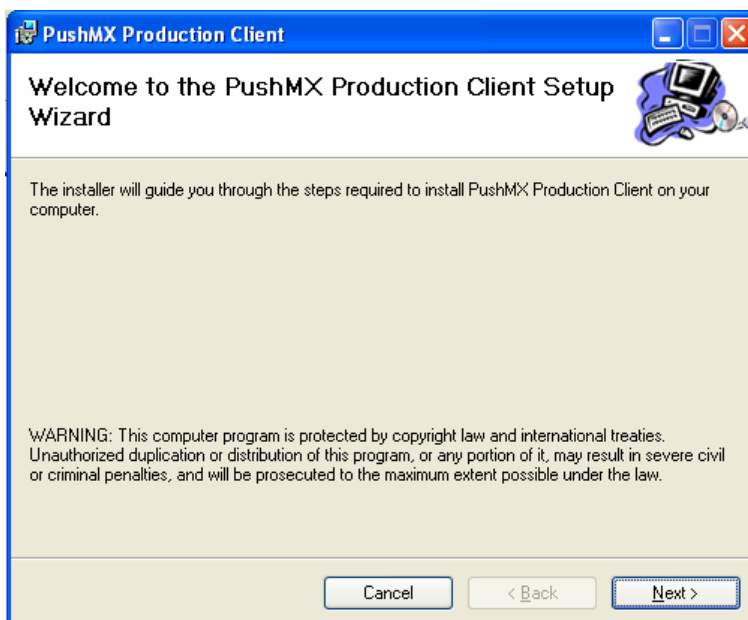 PushMX Production Client
Welcome to the PushMX Production Client Setup
Wizard
The installer will guide you through the steps required to install PushMX Production Client on your
computer.
WARNING: This computer program is protected by copyright law and international treaties.
Unauthorized duplication or distribution of this program, or any portion of it, may result in severe civil
or criminal penalties, and will be prosecuted to the maximum extent possible under the law.
Cancel
< Back
Next >